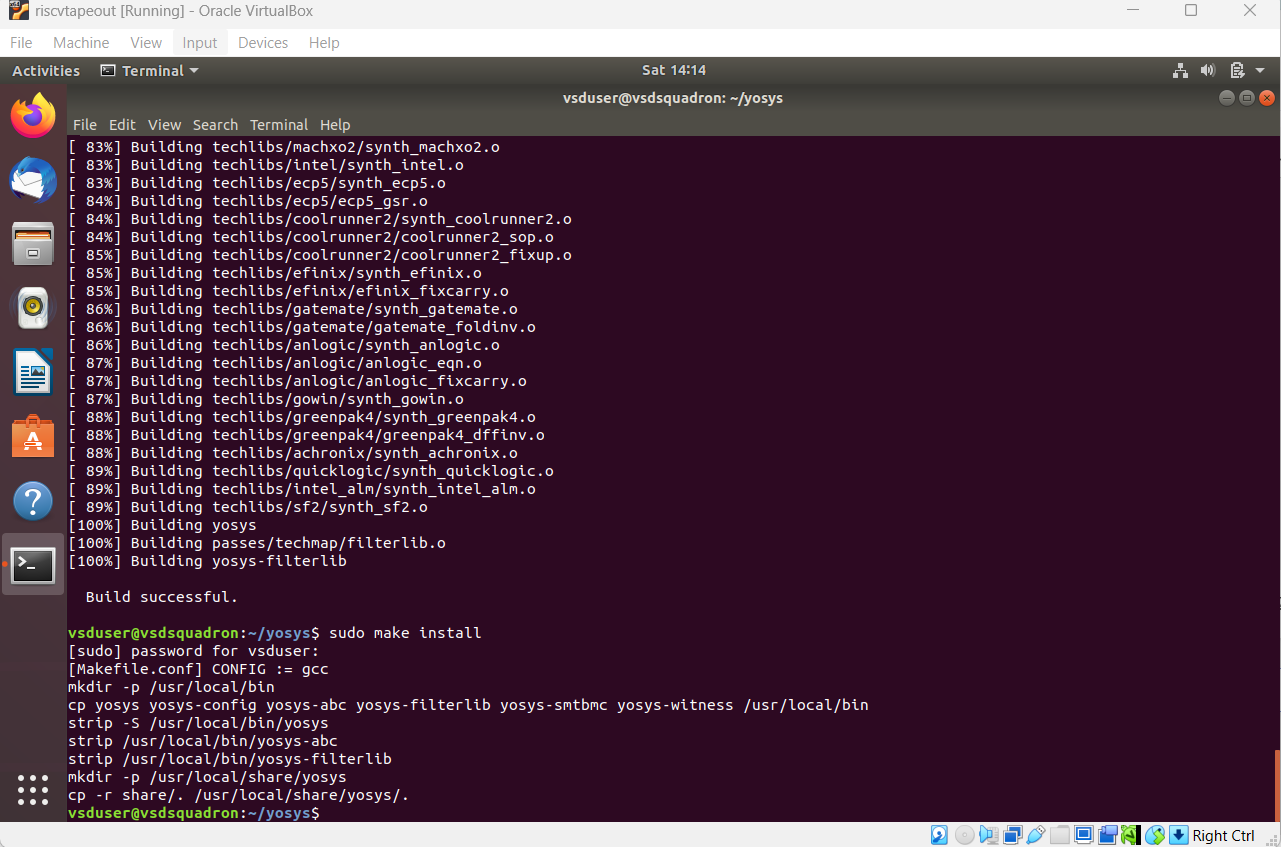 riscvtapeout [Running] - Oracle VirtualBox
File Machine View Input Devices Help
Activities Terminal Sat 14:14
vsduser@vsdsquadron: ~/yosys
File Edit View Search Terminal Help
[ 83%] Building techlibs/machxo2/synth_machxo2.o
[ 83%] Building techlibs/intel/synth_intel.o
[ 83%] Building techlibs/ecp5/synth_ecp5.o
[ 84%] Building techlibs/ecp5/ecp5_gsr.o
[ 84%] Building techlibs/coolrunner2/synth_coolrunner2.o
[ 84%] Building techlibs/coolrunner2/coolrunner2_sop.o
[ 85%] Building techlibs/coolrunner2/coolrunner2_fixup.o
[ 85%] Building techlibs/efinix/synth_efinix.o
[ 85%] Building techlibs/efinix/efinix_fixcarry.o
[ 86%] Building techlibs/gatemate/synth_gatemate.o
[ 86%] Building techlibs/gatemate/gatemate_foldinv.o
[ 86%] Building techlibs/anlogic/synth_anlogic.o
[ 87%] Building techlibs/anlogic/anlogic_eqn.o
[ 87%] Building techlibs/anlogic/anlogic_fixcarry.o
[ 87%] Building techlibs/gowin/synth_gowin.o
[ 88%] Building techlibs/greenpak4/synth_greenpak4.o
[ 88%] Building techlibs/greenpak4/greenpak4_dffinv.o
[ 88%] Building techlibs/achronix/synth_achronix.o
[ 89%] Building techlibs/quicklogic/synth_quicklogic.o
[ 89%] Building techlibs/intel_alm/synth_intel_alm.o
[ 89%] Building techlibs/sf2/synth_sf2.o
[100%] Building yosys
[100%] Building passes/techmap/filterlib.o
[100%] Building yosys-filterlib
Build successful.
vsduser@vsdsquadron:~/yosys$ sudo make install
[sudo] password for vsduser:
[Makefile.conf] CONFIG := gcc
mkdir -p /usr/local/bin
cp yosys yosys-config yosys-abc yosys-filterlib yosys-smtbmc yosys-witness /usr/local/bin
strip -S /usr/local/bin/yosys
strip /usr/local/bin/yosys-abc
strip /usr/local/bin/yosys-filterlib
mkdir -p /usr/local/share/yosys
cp -r share/. /usr/local/share/yosys/.
vsduser@vsdsquadron:~/yosys$
Right Ctrl